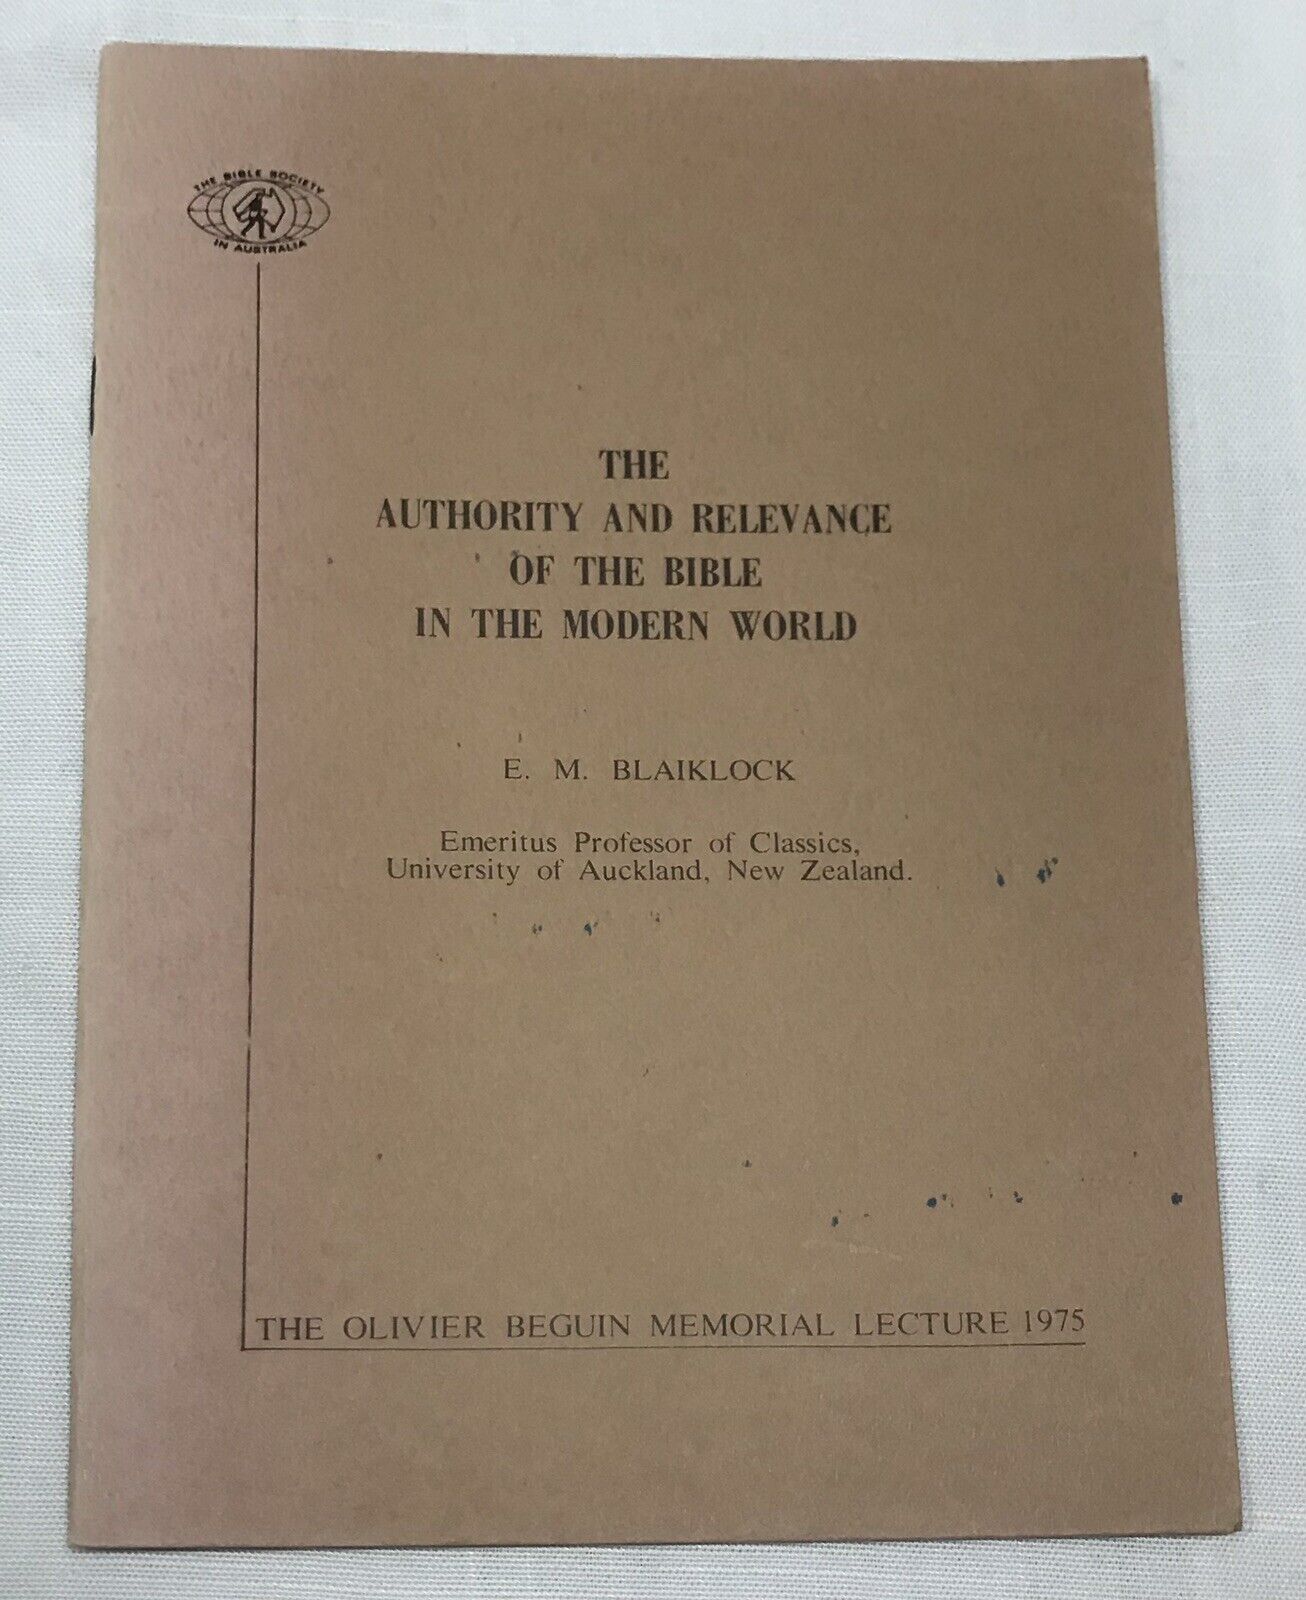 THE BIBLE SOCIETY
IN AUSTRALIA
THE
AUTHORITY AND RELEVANCE
OF THE BIBLE
IN THE MODERN WORLD
E. M. BLAIKLOCK
Emeritus Professor of Classics,
University of Auckland, New Zealand.
THE OLIVIER BEGUIN MEMORIAL LECTURE 1975